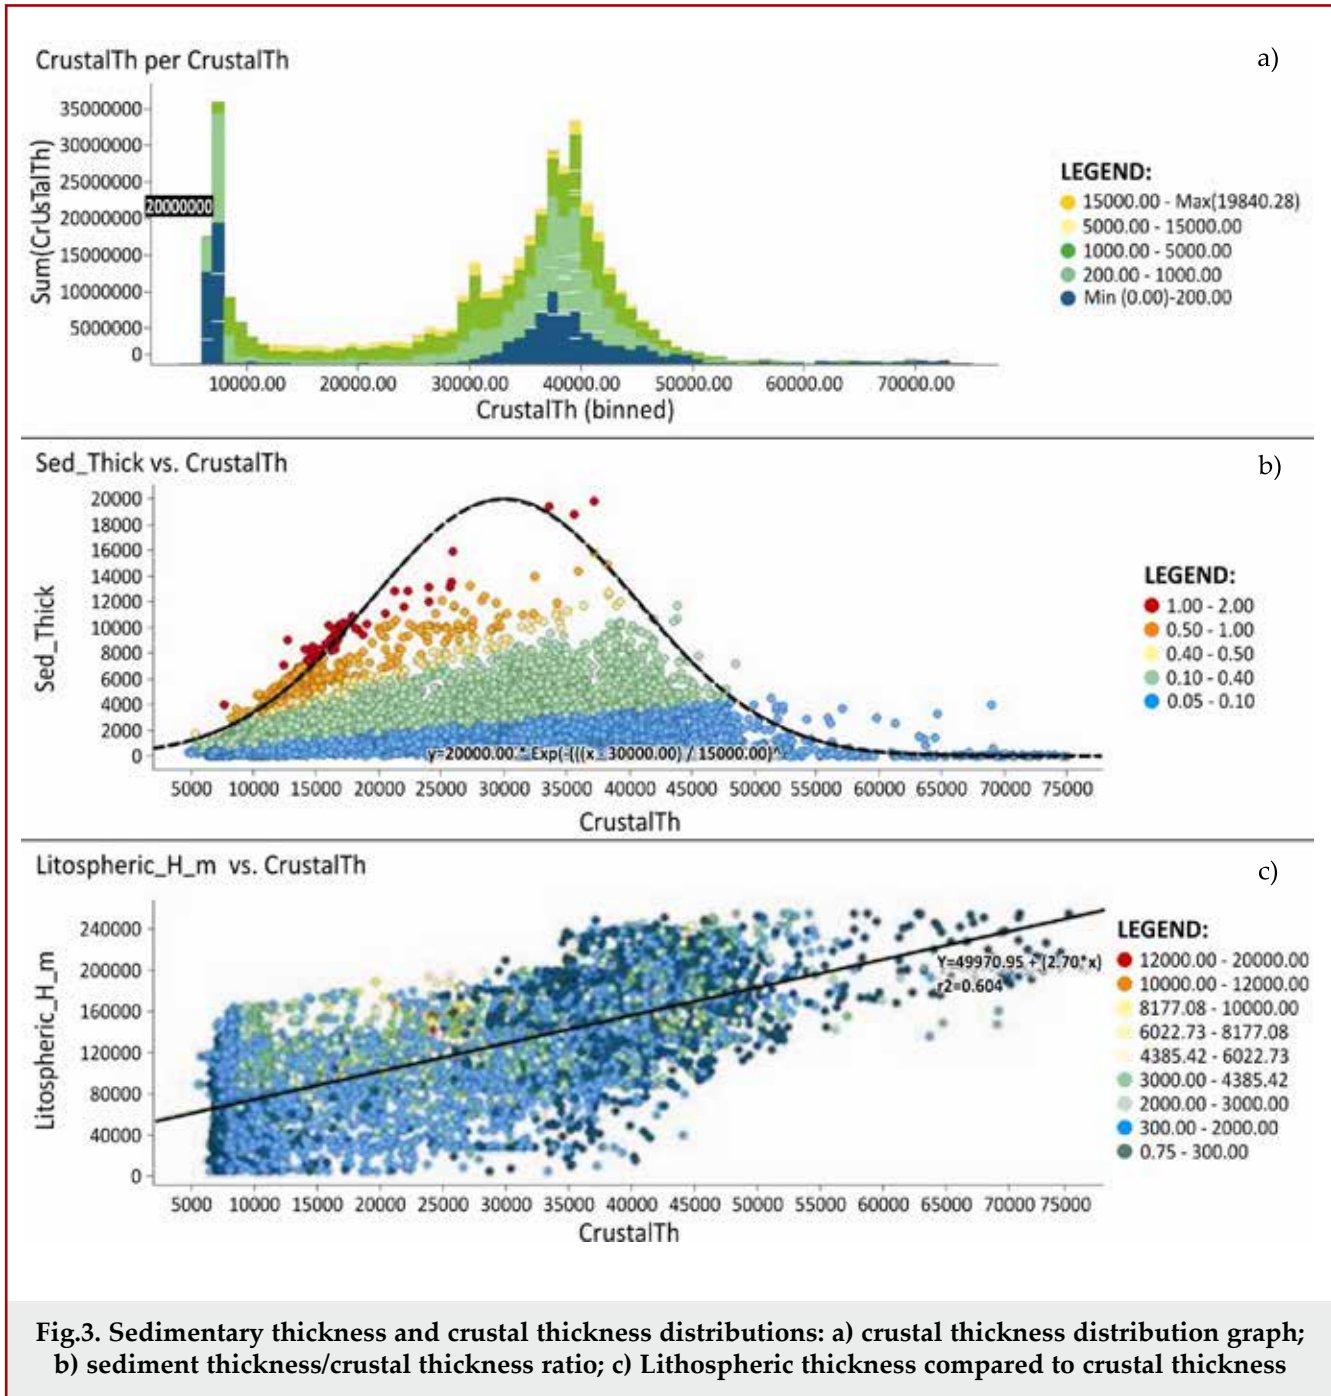 CrustalTh per CrustalTh
a)
Sum(CrUsTalTh)
35000000
30000000
25000000
20000000
20000000
15000000
10000000
5000000
0
10000.00 20000.00 30000.00 40000.00 50000.00 60000.00 70000.00
CrustalTh (binned)
LEGEND:
15000.00 - Max(19840.28)
5000.00 - 15000.00
1000.00 - 5000.00
200.00 - 1000.00
Min (0.00)-200.00
Sed_Thick vs. CrustalTh
b)
Sed_Thick
20000
18000
16000
14000
12000
10000
8000
6000
4000
2000
0
y=20000.00 * Exp(-(((x - 30000.00) / 15000.00)^
5000 10000 15000 20000 25000 30000 35000 40000 45000 50000 55000 60000 65000 70000 75000
CrustalTh
LEGEND:
1.00 - 2.00
0.50 - 1.00
0.40 - 0.50
0.10 - 0.40
0.05 - 0.10
Litospheric_H_m vs. CrustalTh
c)
Litospheric_H_m
240000
200000
160000
120000
80000
40000
0
Y=49970.95 + (2.70*x)
r2=0.604
5000 10000 15000 20000 25000 30000 35000 40000 45000 50000 55000 60000 65000 70000 75000
CrustalTh
LEGEND:
12000.00 - 20000.00
10000.00 - 12000.00
8177.08 - 10000.00
6022.73 - 8177.08
4385.42 - 6022.73
3000.00 - 4385.42
2000.00 - 3000.00
300.00 - 2000.00
0.75 - 300.00
Fig.3. Sedimentary thickness and crustal thickness distributions: a) crustal thickness distribution graph;
b) sediment thickness/crustal thickness ratio; c) Lithospheric thickness compared to crustal thickness